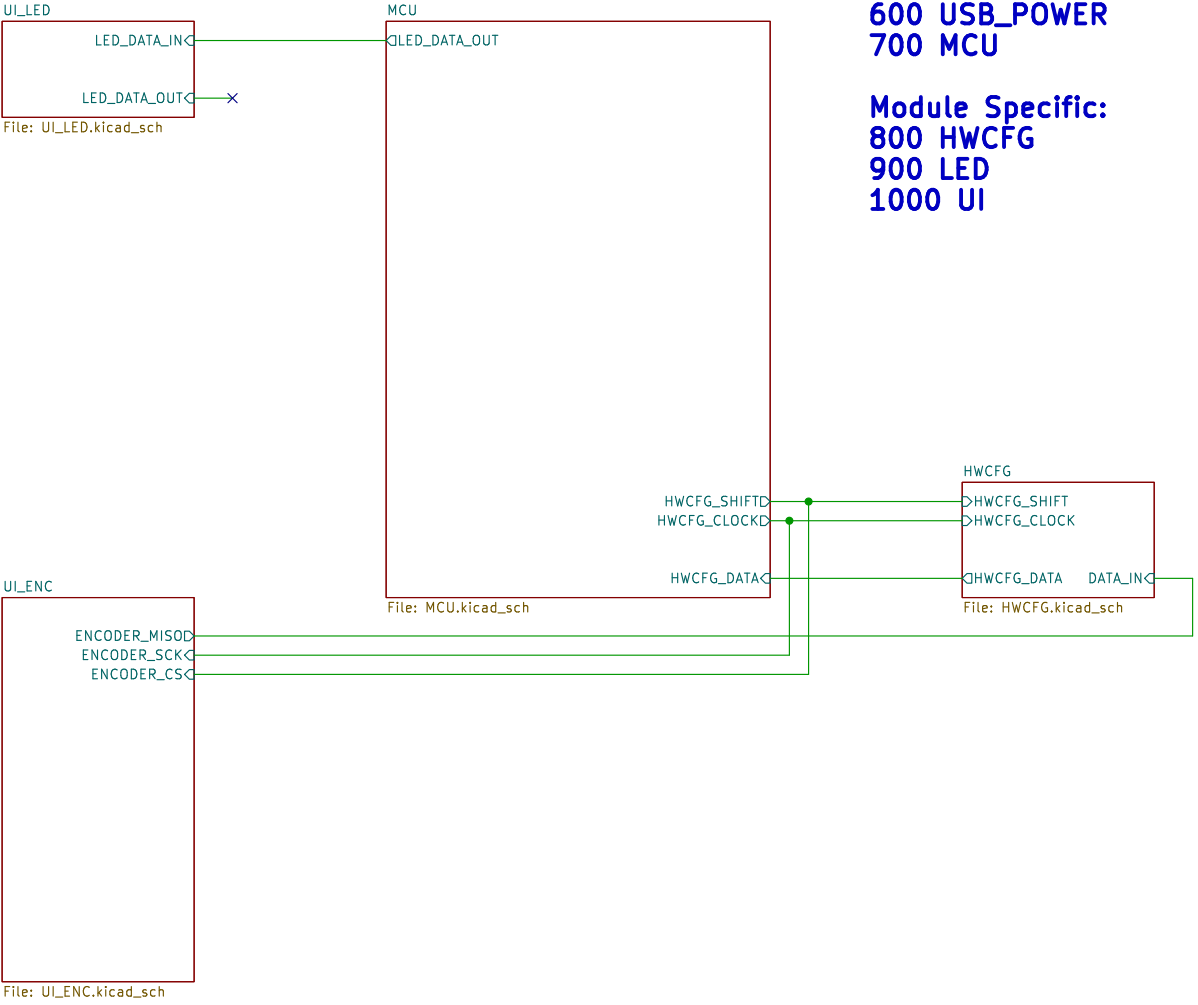 UI_LED
LED_DATA_IN
LED_DATA_OUT
File: UI_LED.kicad_sch
MCU
LED_DATA_OUT
HWCFG_SHIFT
HWCFG_CLOCK
HWCFG_DATA
File: MCU.kicad_sch
600 USB_POWER
700 MCU
Module Specific:
800 HWCFG
900 LED
1000 UI
HWCFG
HWCFG_SHIFT
HWCFG_CLOCK
HWCFG_DATA DATA_IN
File: HWCFG.kicad_sch
UI_ENC
ENCODER_MISO
ENCODER_SCK
ENCODER_CS
File: UI_ENC.kicad_sch